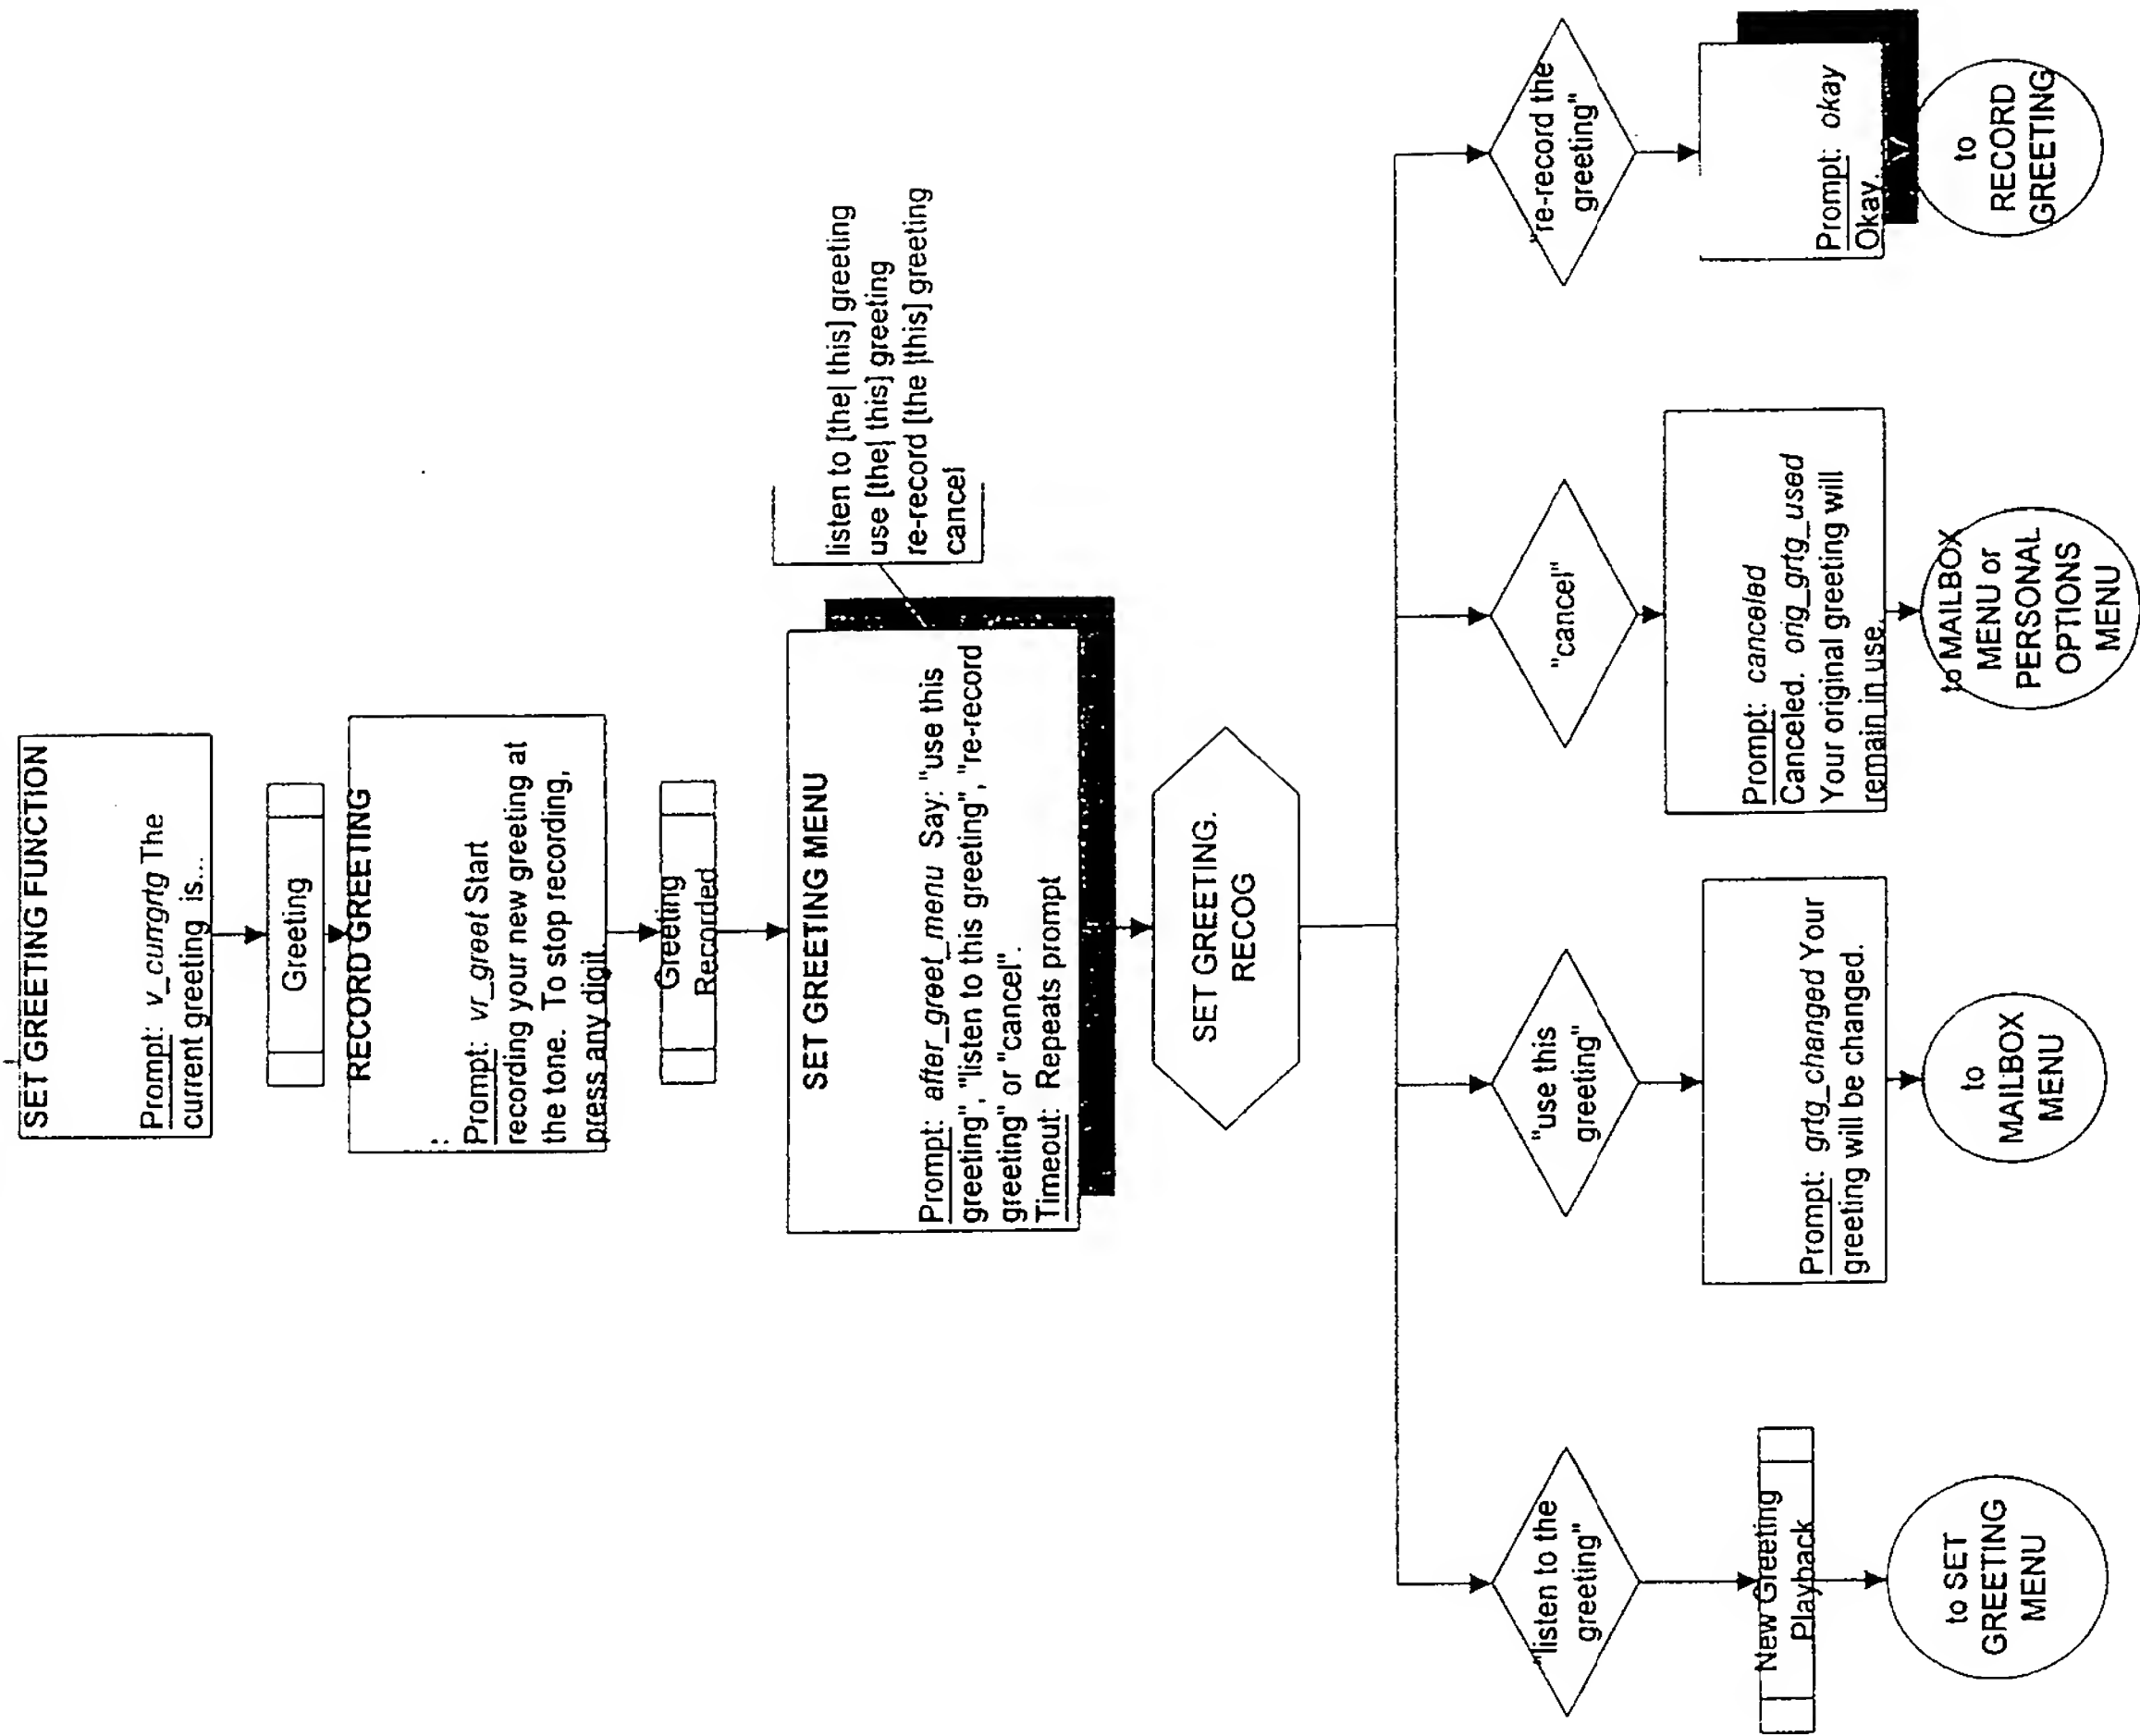 SET GREETING FUNCTION
Prompt: v_currgrtg The
current greeting is...
Greeting
RECORD GREETING
Prompt: vr_greet Start
recording your new greeting at
the tone. To stop recording,
press any digit
Greeting
Recorded
SET GREETING MENU
Prompt: after_greet_menu Say: "use this
greeting", "listen to this greeting", "re-record
greeting" or "cancel".
Timeout: Repeats prompt
listen to [the| this] greeting
use [the| this] greeting
re-record [the |this] greeting
cancel
SET GREETING.
RECOG
"listen to the
greeting"
New Greeting
Playback
to SET
GREETING
MENU
"use this
greeting"
Prompt: grtg_changed Your
greeting will be changed.
to
MAILBOX
MENU
"cancel"
Prompt: canceled
Canceled. orig_grtg_used
Your original greeting will
remain in use.
to MAILBOX
MENU or
PERSONAL
OPTIONS
MENU
"re-record the
greeting"
Prompt: okay
Okay.
to
RECORD
GREETING